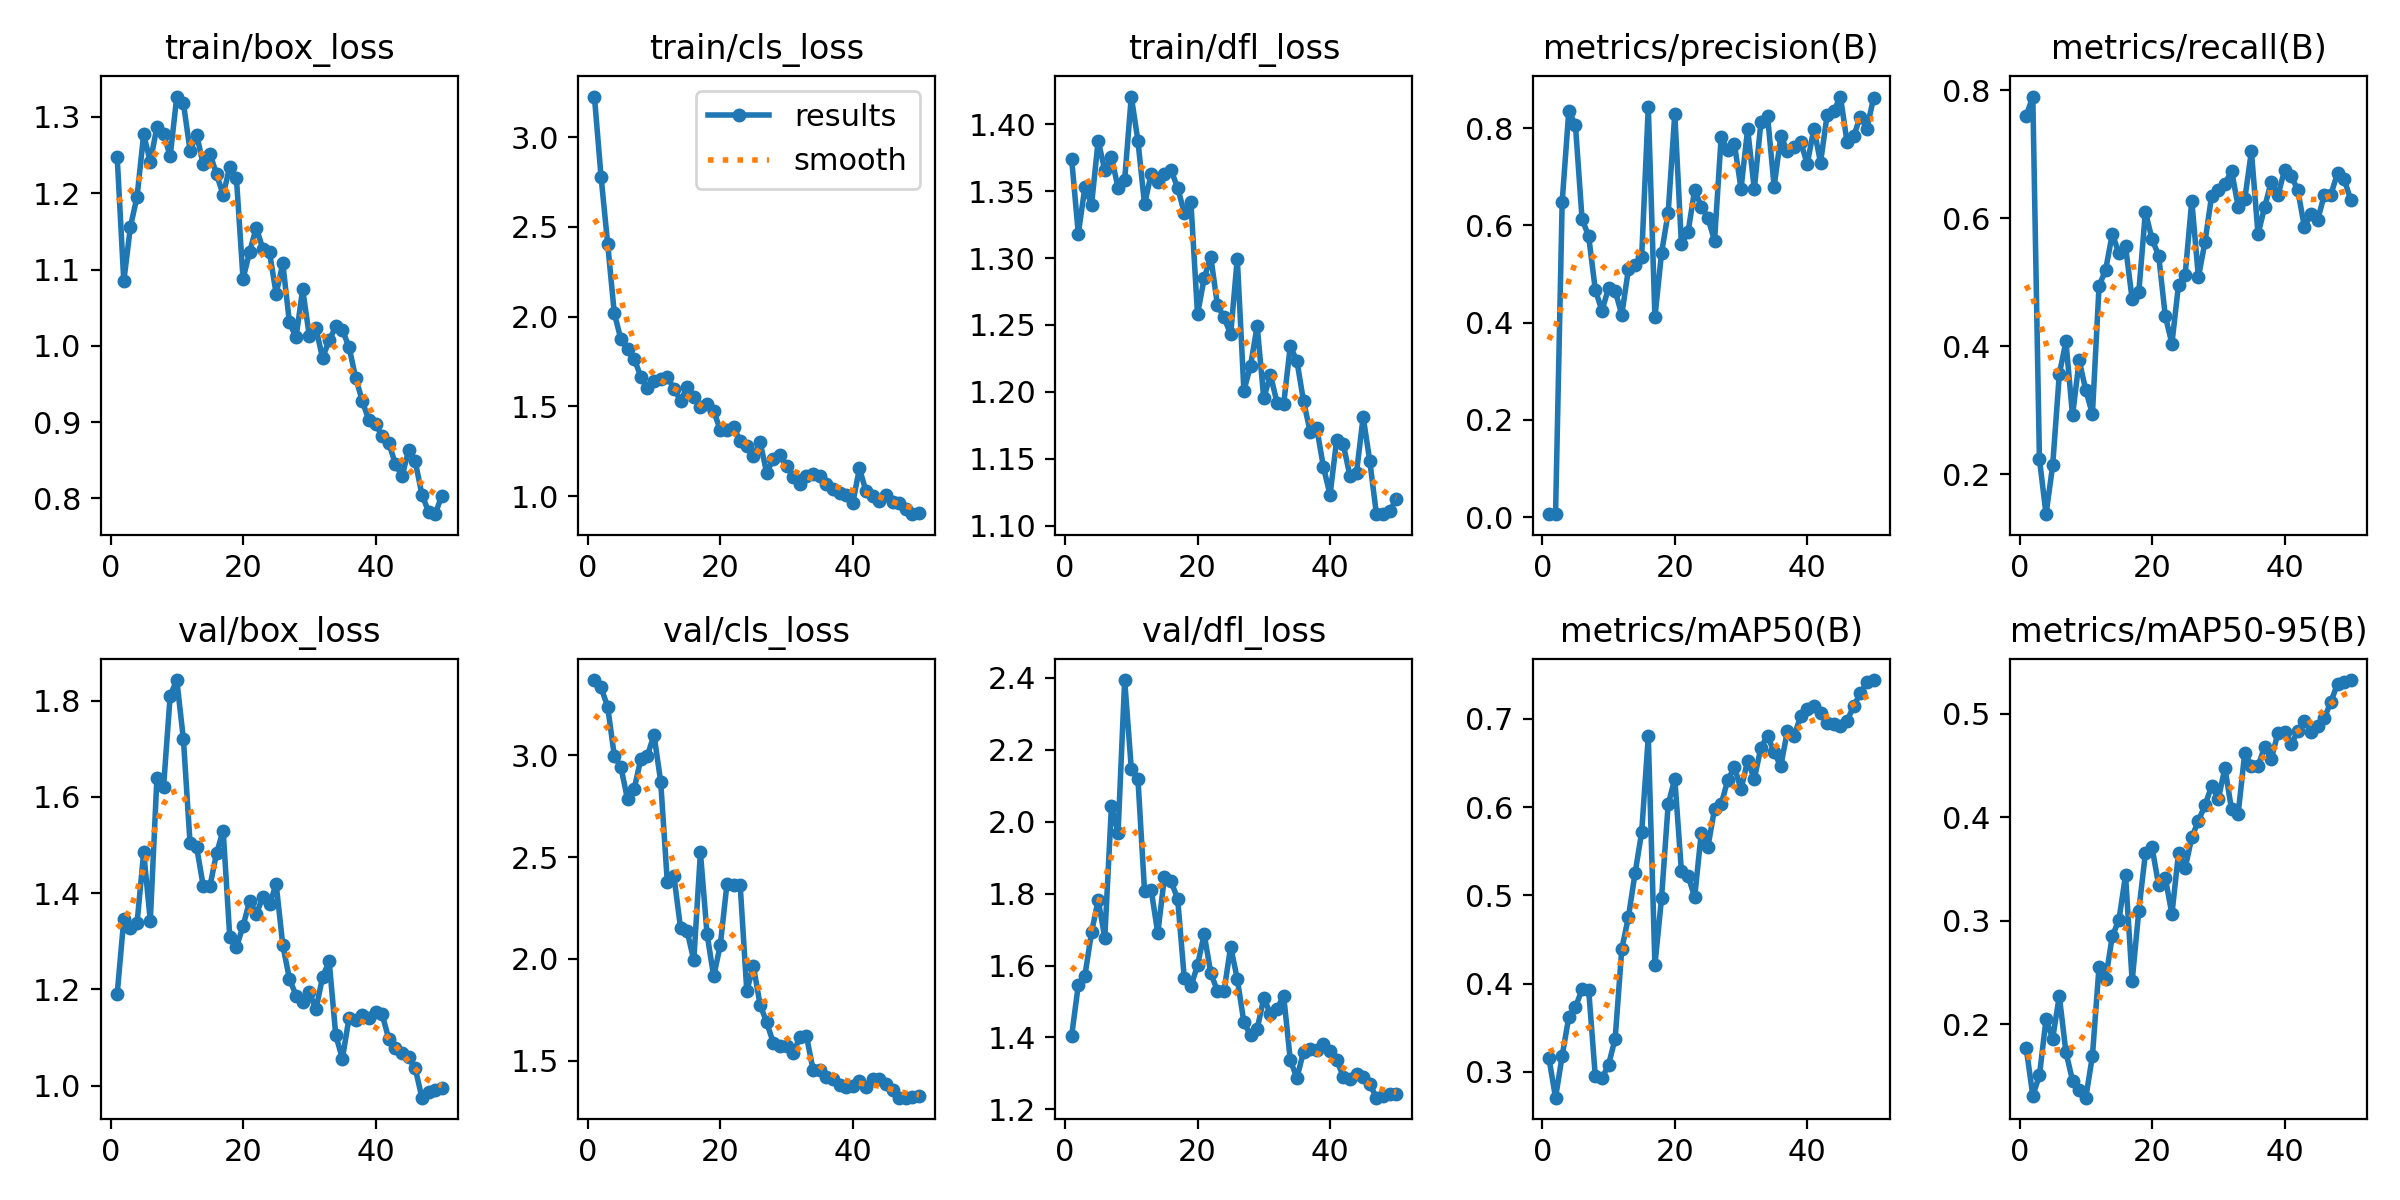 train/box_loss
1.3
1.2
1.1
1.0
0.9
0.8
0 20 40
train/cls_loss
results
smooth
3.0
2.5
2.0
1.5
1.0
0 20 40
train/dfl_loss
1.40
1.35
1.30
1.25
1.20
1.15
1.10
0 20 40
metrics/precision(B)
0.8
0.6
0.4
0.2
0.0
0 20 40
metrics/recall(B)
0.8
0.6
0.4
0.2
0 20 40
val/box_loss
1.8
1.6
1.4
1.2
1.0
0 20 40
val/cls_loss
3.0
2.5
2.0
1.5
0 20 40
val/dfl_loss
2.4
2.2
2.0
1.8
1.6
1.4
1.2
0 20 40
metrics/mAP50(B)
0.7
0.6
0.5
0.4
0.3
0 20 40
metrics/mAP50-95(B)
0.5
0.4
0.3
0.2
0 20 40